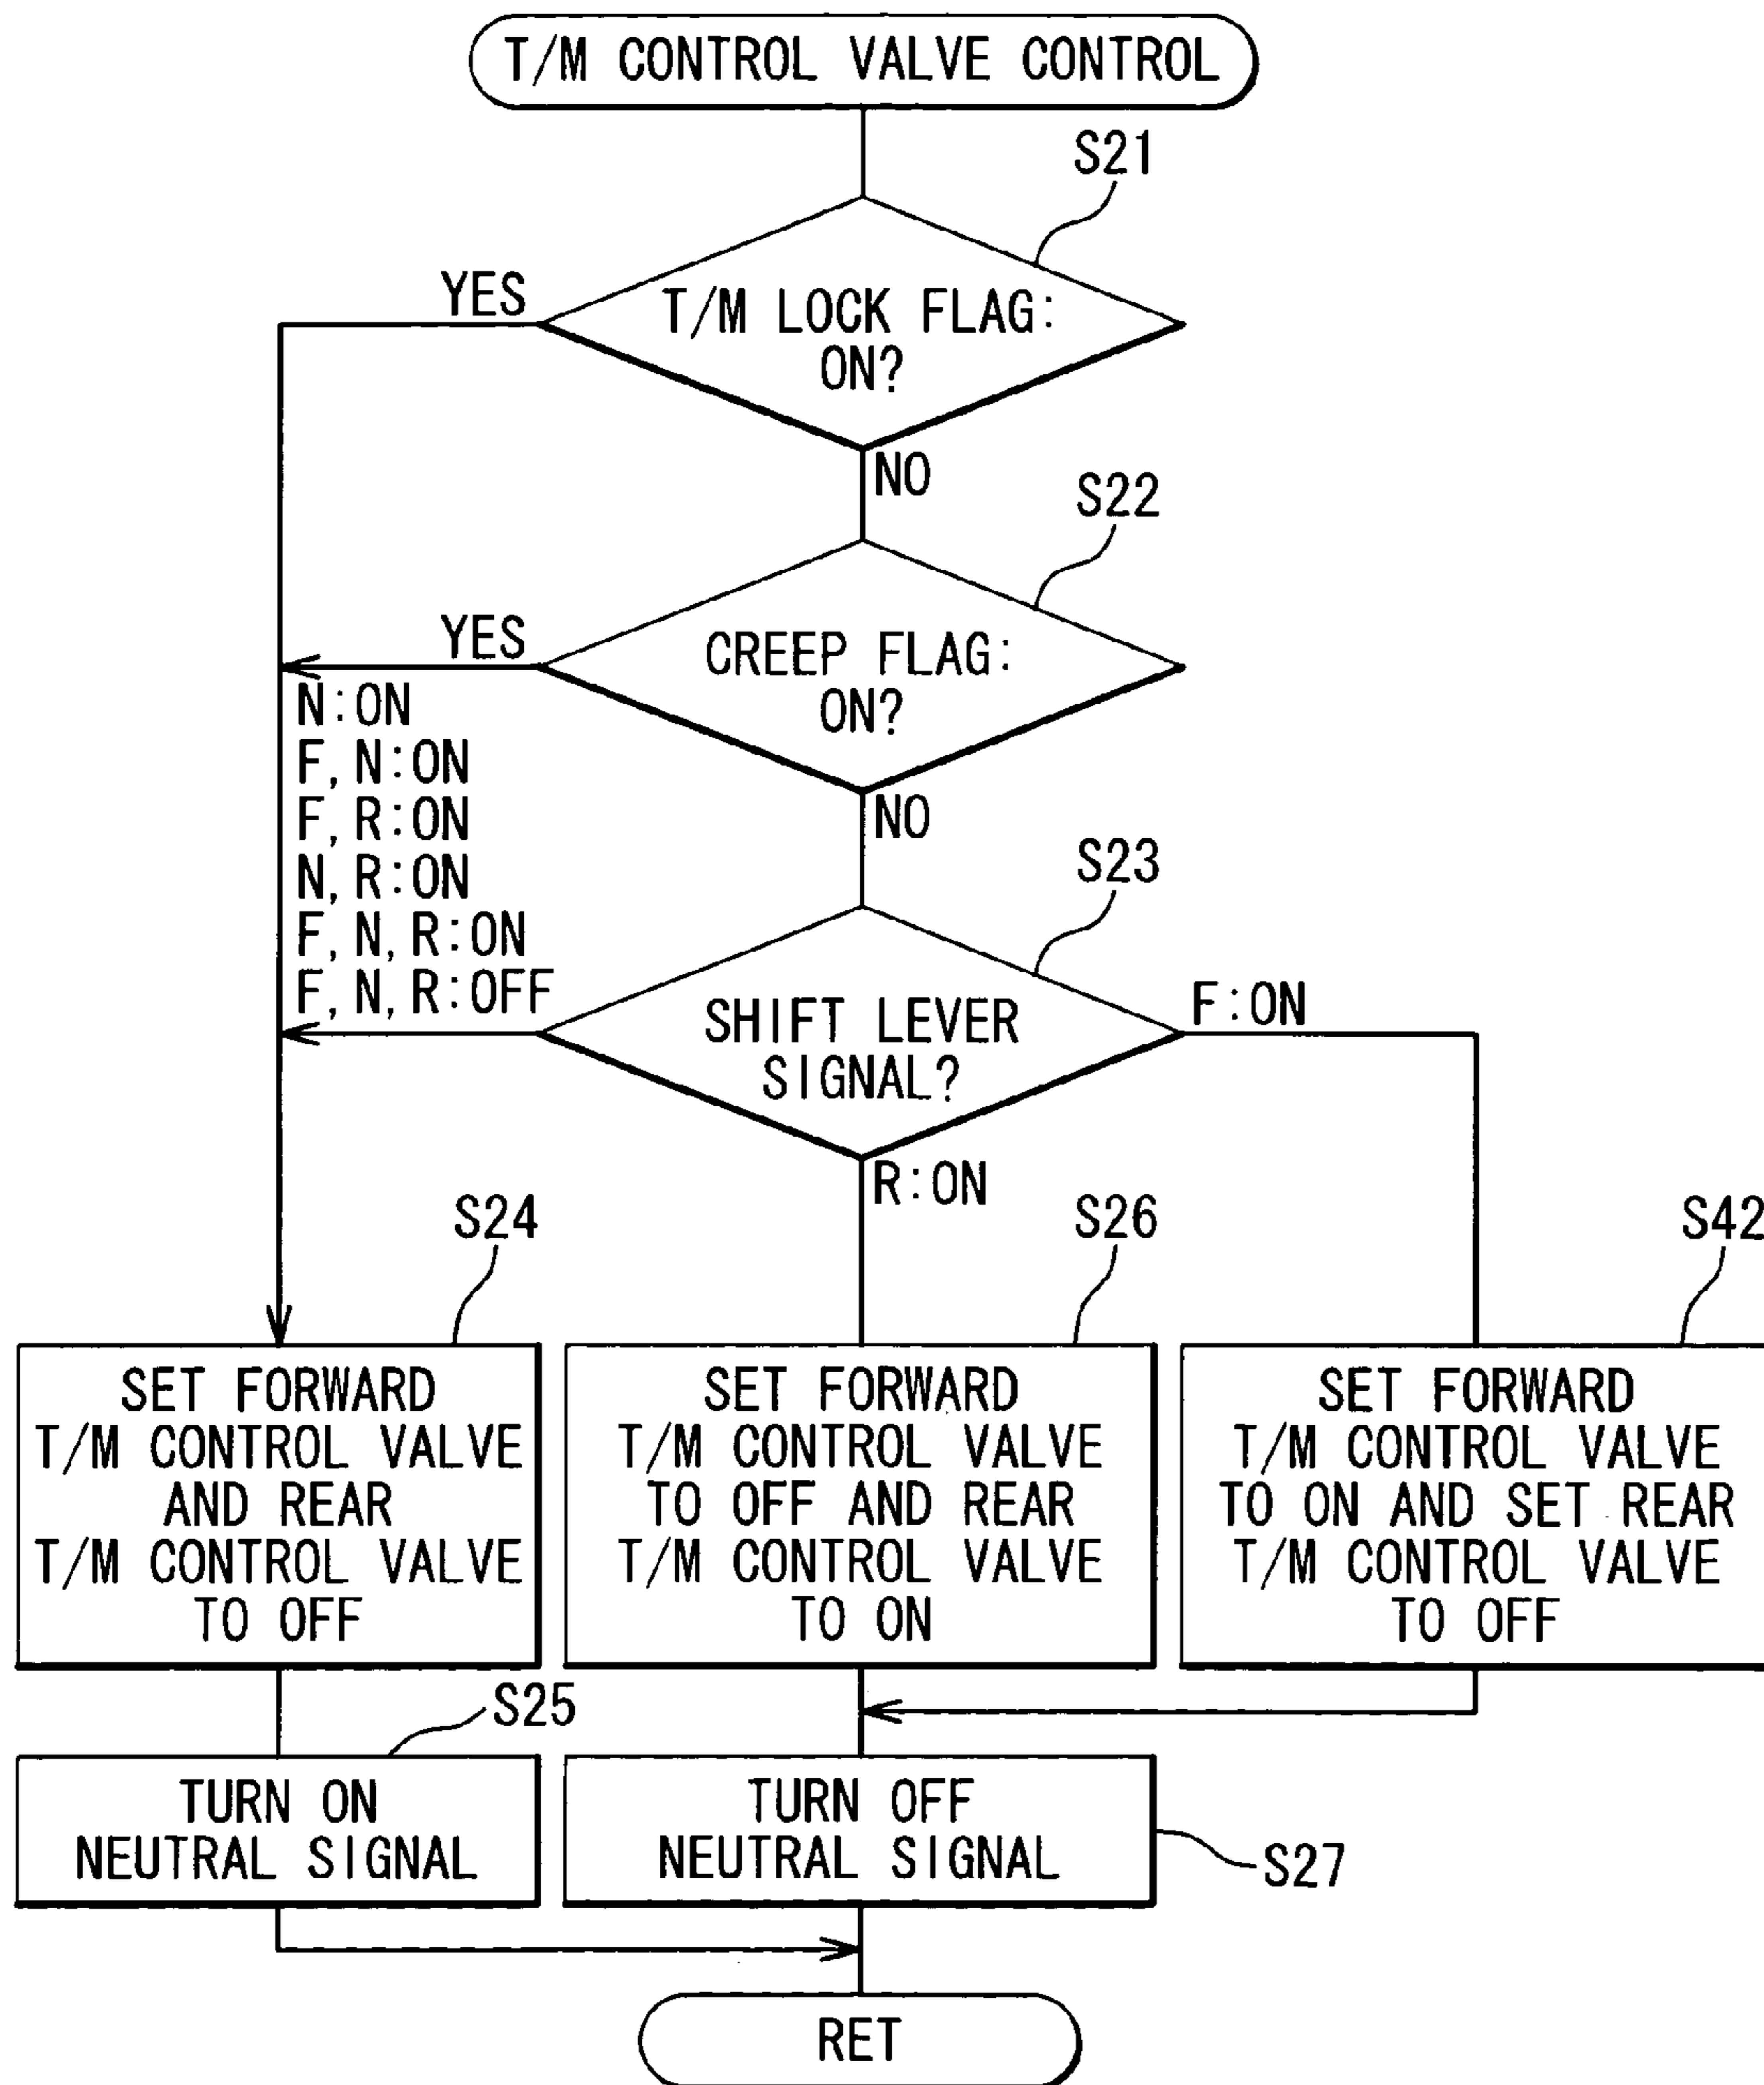 T/M CONTROL VALVE CONTROL
S21
YES
T/M LOCK FLAG:
ON?
NO
S22
YES
CREEP FLAG:
ON?
NO
N:ON
F,N:ON
F,R:ON
N,R:ON
F,N,R:ON
F,N,R:OFF
S23
SHIFT LEVER
SIGNAL?
F:ON
R:ON
S24
SET FORWARD
T/M CONTROL VALVE
AND REAR
T/M CONTROL VALVE
TO OFF
S26
SET FORWARD
T/M CONTROL VALVE
TO OFF AND REAR
T/M CONTROL VALVE
TO ON
S42
SET FORWARD
T/M CONTROL VALVE
TO ON AND SET REAR
T/M CONTROL VALVE
TO OFF
S25
TURN ON
NEUTRAL SIGNAL
TURN OFF
NEUTRAL SIGNAL
S27
RET